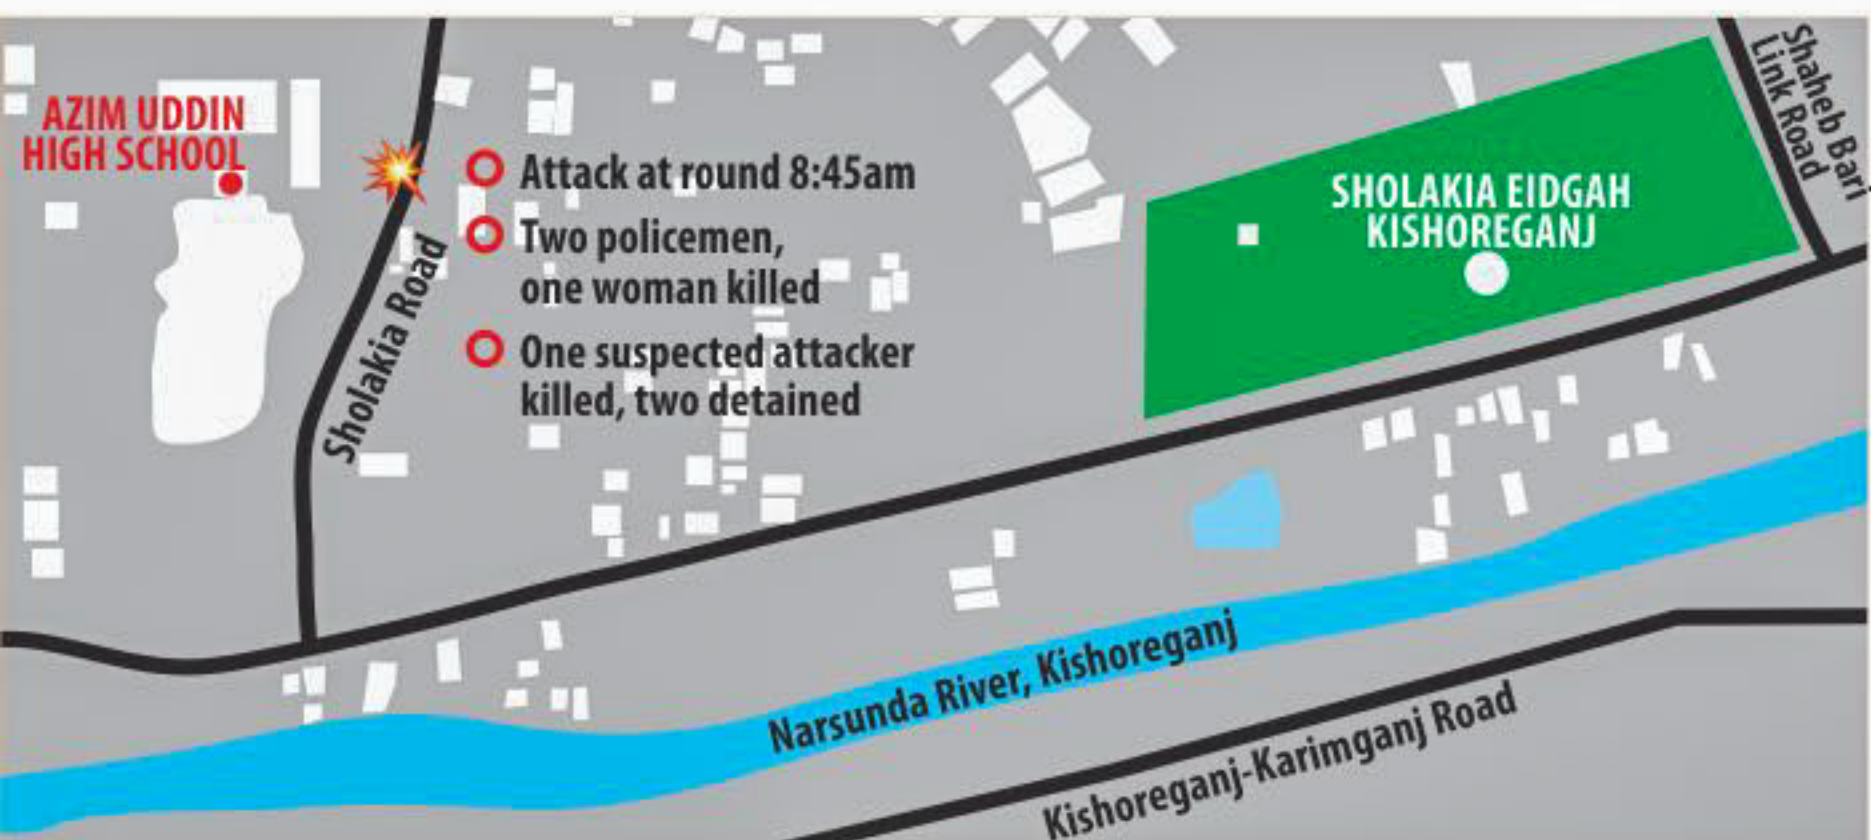 AZIM UDDIN
HIGH SCHOOL
Sholakia Road
Attack at round 8:45am
Two policemen,
one woman killed
One suspected attacker
killed, two detained
SHOLAKIA EIDGAH
KISHOREGANJ
Shaheb Bari
Link Road
Narsunda River, Kishoreganj
Kishoreganj-Karimganj Road